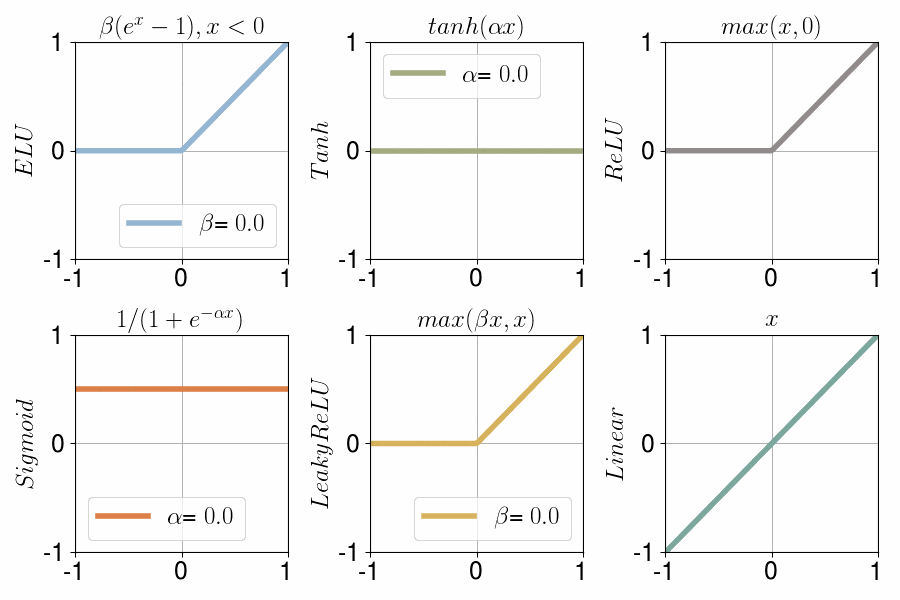 β(eˣ − 1), x < 0
tanh(αx)
max(x, 0)
1
0
-1
ELU
β= 0.0
-1 0 1
1
0
-1
Tanh
α= 0.0
-1 0 1
1
0
-1
ReLU
-1 0 1
1/(1 + e^{−αx})
max(βx, x)
x
1
0
-1
Sigmoid
α= 0.0
-1 0 1
1
0
-1
LeakyReLU
β= 0.0
-1 0 1
1
0
-1
Linear
-1 0 1